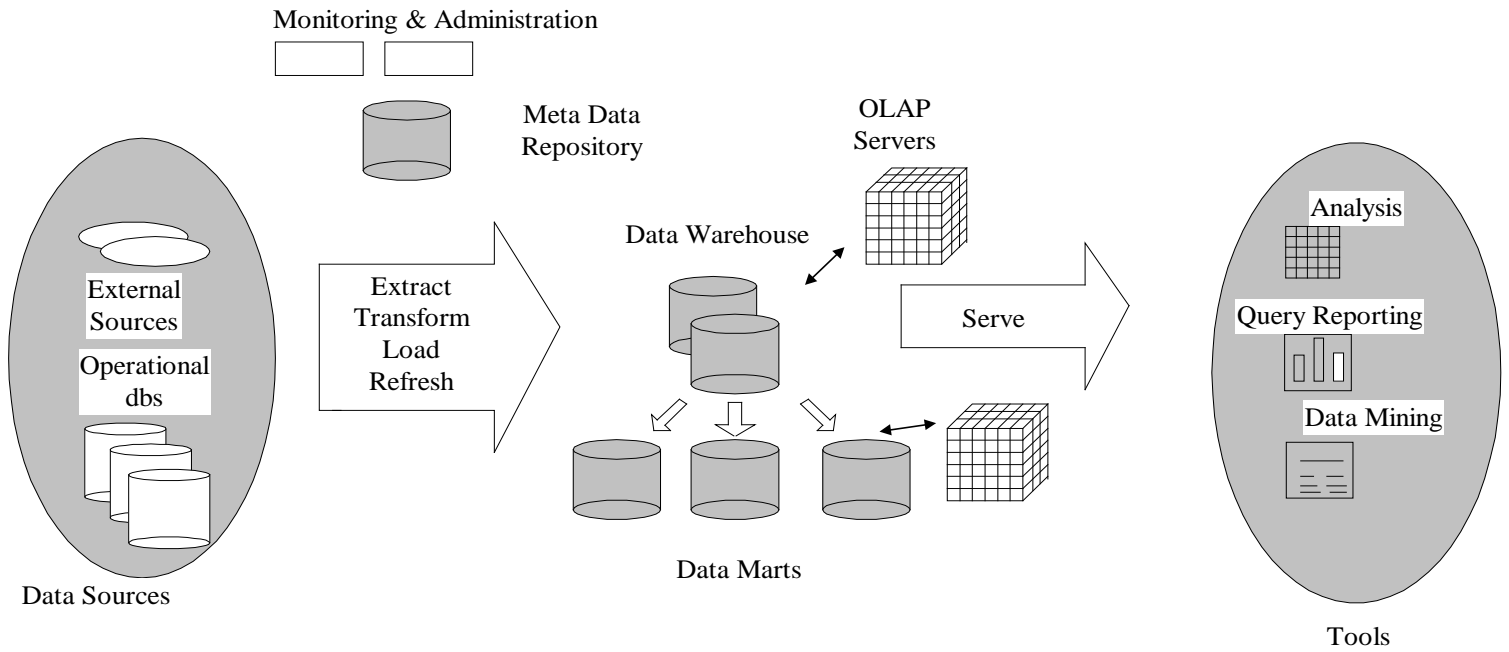 Monitoring & Administration
Meta Data
Repository
OLAP
Servers
External
Sources
Operational
dbs
Data Sources
Extract
Transform
Load
Refresh
Data Warehouse
Serve
Data Marts
Analysis
Query Reporting
Data Mining
Tools